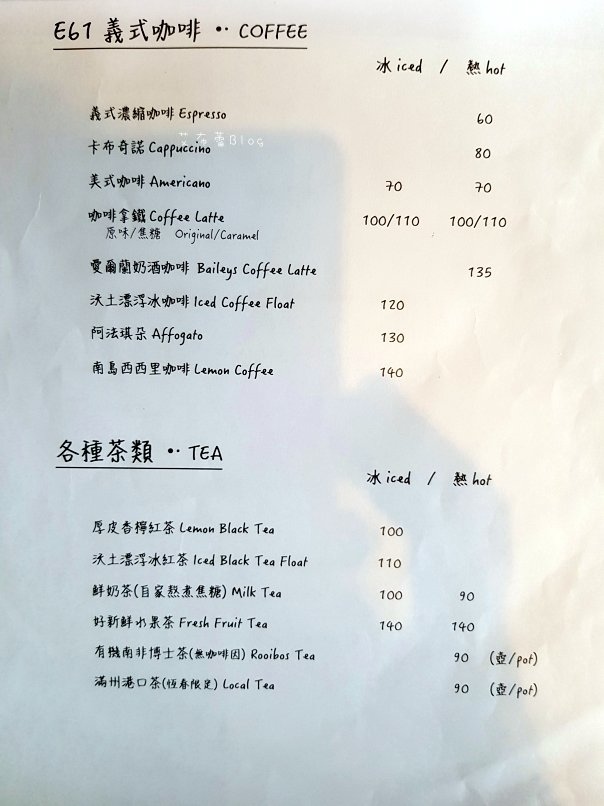 E61 義式咖啡 •• COFFEE
冰 iced / 熱 hot
義式濃縮咖啡 Espresso 60
艾布蕾Blog
卡布奇諾 Cappuccino 80
美式咖啡 Americano 70 70
咖啡拿鐵 Coffee Latte 100/110 100/110
原味/焦糖 Original/Caramel
愛爾蘭奶酒咖啡 Baileys Coffee Latte 135
沃土漂浮冰咖啡 Iced Coffee Float 120
阿法琪朵 Affogato 130
南島西西里咖啡 Lemon Coffee 140
各種茶類 •• TEA
冰 iced / 熱 hot
厚皮香檸紅茶 Lemon Black Tea 100
沃土漂浮冰紅茶 Iced Black Tea Float 110
鮮奶茶(自家熬煮焦糖) Milk Tea 100 90
好新鮮水果茶 Fresh Fruit Tea 140 140
有機南非博士茶(無咖啡因) Rooibos Tea 90 (壺/pot)
滿州港口茶(恆春限定) Local Tea 90 (壺/pot)